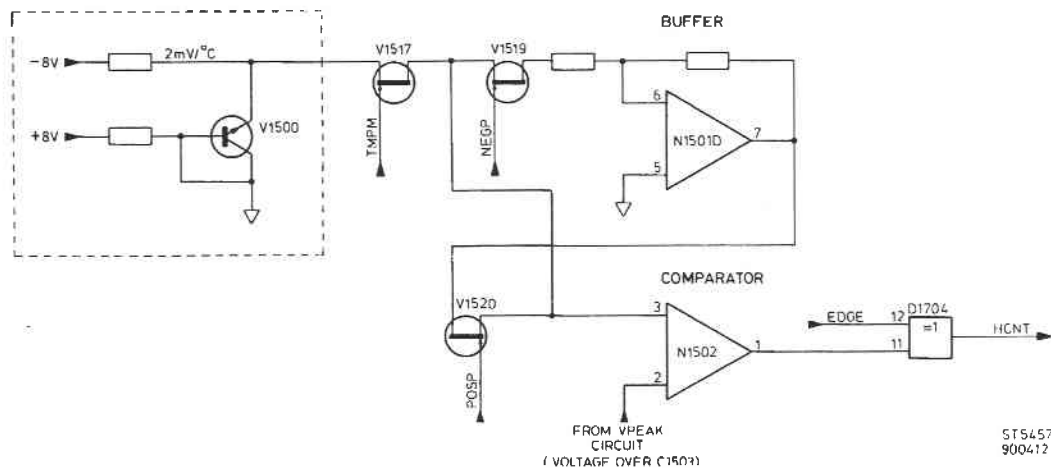 BUFFER
-8V
2mV/°C
V1517
V1519
+8V
V1500
TMPM
NEGP
6
7
N1501D
5
COMPARATOR
V1520
3
EDGE
12
D1704
=1
HCNT
N1502
1
11
POSP
2
FROM VPEAK
CIRCUIT
(VOLTAGE OVER C1503)
ST5457
900412